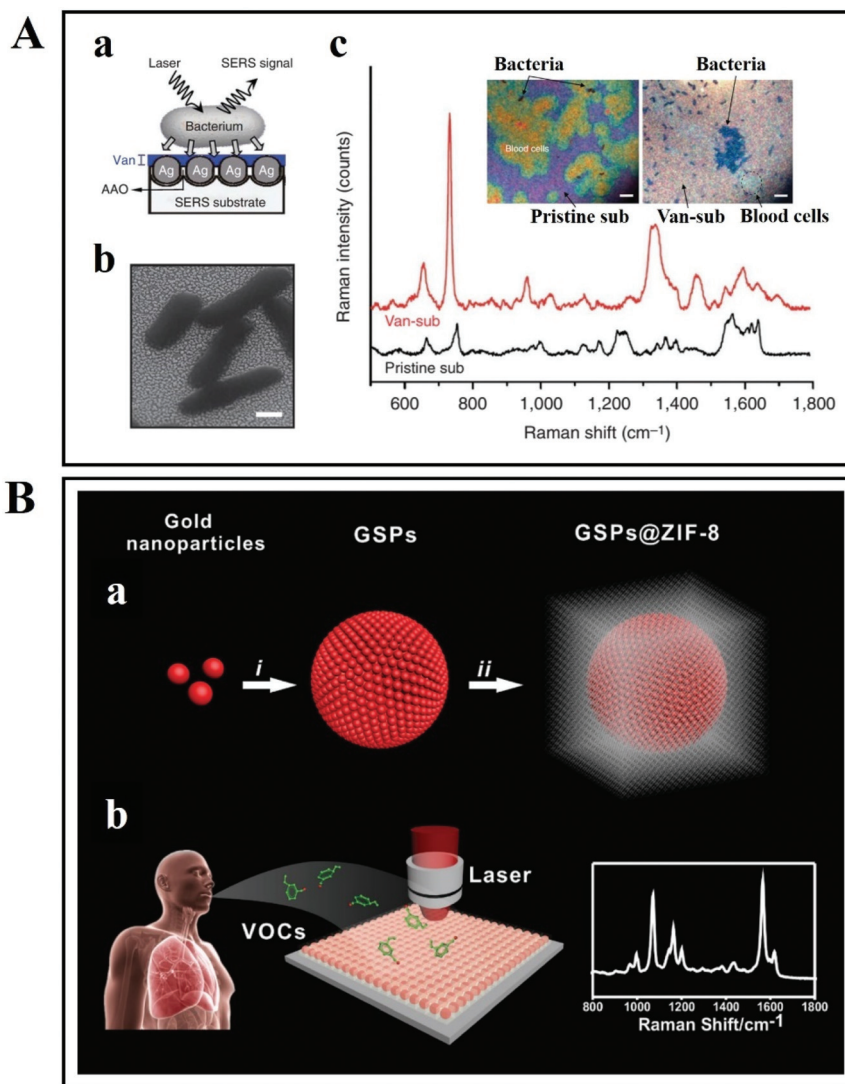 A
a
Laser
SERS signal
Bacterium
Van
Ag Ag Ag Ag
AAO
SERS substrate
b
c
Raman intensity (counts)
Bacteria
Bacteria
Blood cells
Pristine sub
Van-sub
Blood cells
Van-sub
Pristine sub
600 800 1,000 1,200 1,400 1,600 1,800
Raman shift (cm–1)
B
Gold
nanoparticles
GSPs
GSPs@ZIF-8
a
i
ii
b
VOCs
Laser
800 1000 1200 1400 1600 1800
Raman Shift/cm-1